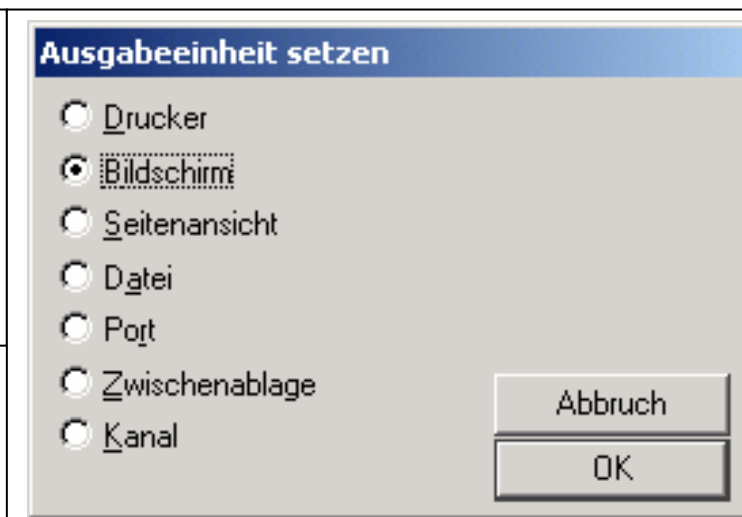 Ausgabeeinheit setzen
Drucker
Bildschirm
Seitenansicht
Datei
Port
Zwischenablage
Kanal
Abbruch
OK